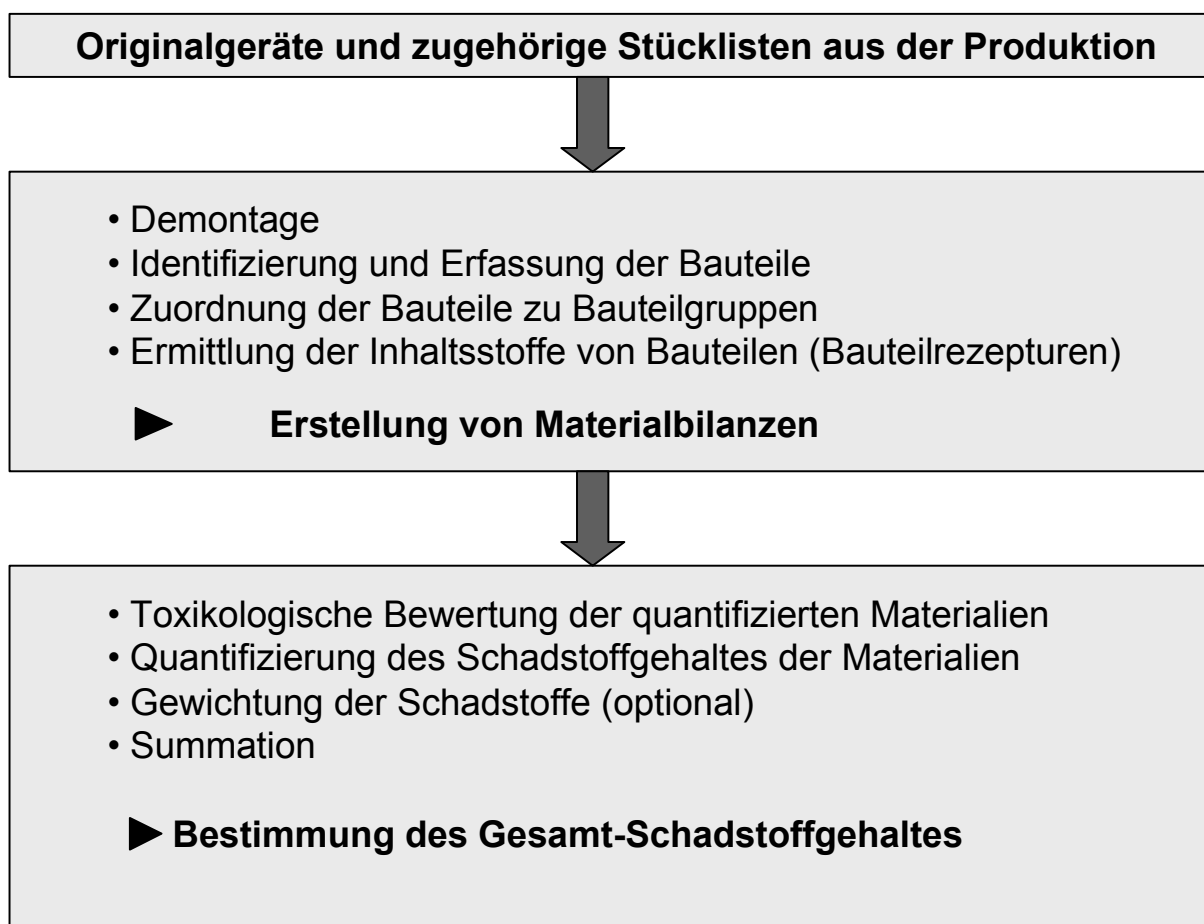 Originalgeräte und zugehörige Stücklisten aus der Produktion
• Demontage
• Identifizierung und Erfassung der Bauteile
• Zuordnung der Bauteile zu Bauteilgruppen
• Ermittlung der Inhaltsstoffe von Bauteilen (Bauteilrezepturen)
► Erstellung von Materialbilanzen
• Toxikologische Bewertung der quantifizierten Materialien
• Quantifizierung des Schadstoffgehaltes der Materialien
• Gewichtung der Schadstoffe (optional)
• Summation
► Bestimmung des Gesamt-Schadstoffgehaltes